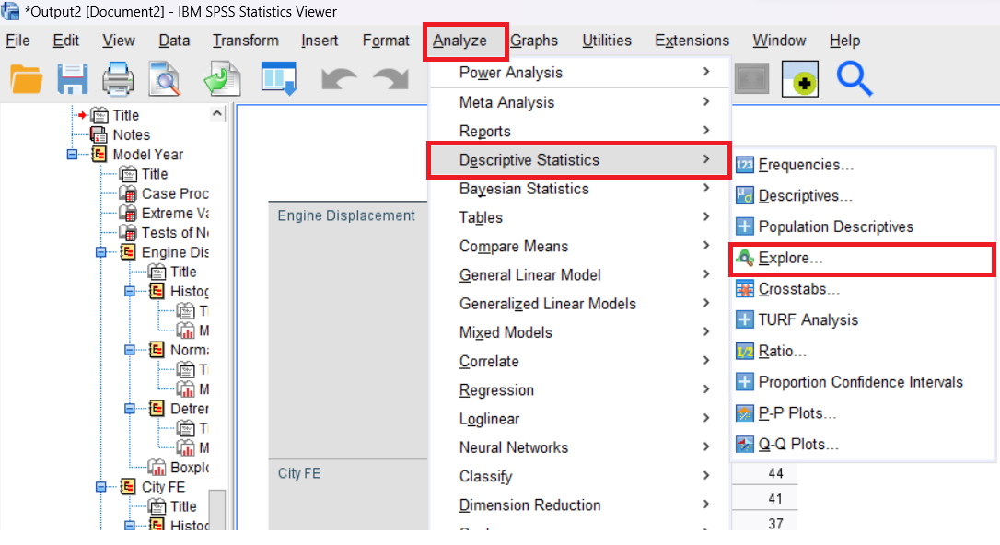 *Output2 [Document2] - IBM SPSS Statistics Viewer
File Edit View Data Transform Insert Format Analyze Graphs Utilities Extensions Window Help
Title
Notes
Model Year
Title
Case Proc
Extreme Va
Tests of No
Engine Dis
Title
Histog
Ti
M
Norma
Ti
M
Detren
Ti
M
Boxplo
City FE
Title
Histog
Engine Displacement
City FE
Power Analysis
Meta Analysis
Reports
Descriptive Statistics
Bayesian Statistics
Tables
Compare Means
General Linear Model
Generalized Linear Models
Mixed Models
Correlate
Regression
Loglinear
Neural Networks
Classify
Dimension Reduction
123 Frequencies...
Descriptives...
Population Descriptives
Explore...
Crosstabs...
TURF Analysis
1/2 Ratio...
Proportion Confidence Intervals
P-P Plots...
Q-Q Plots...
44
41
37